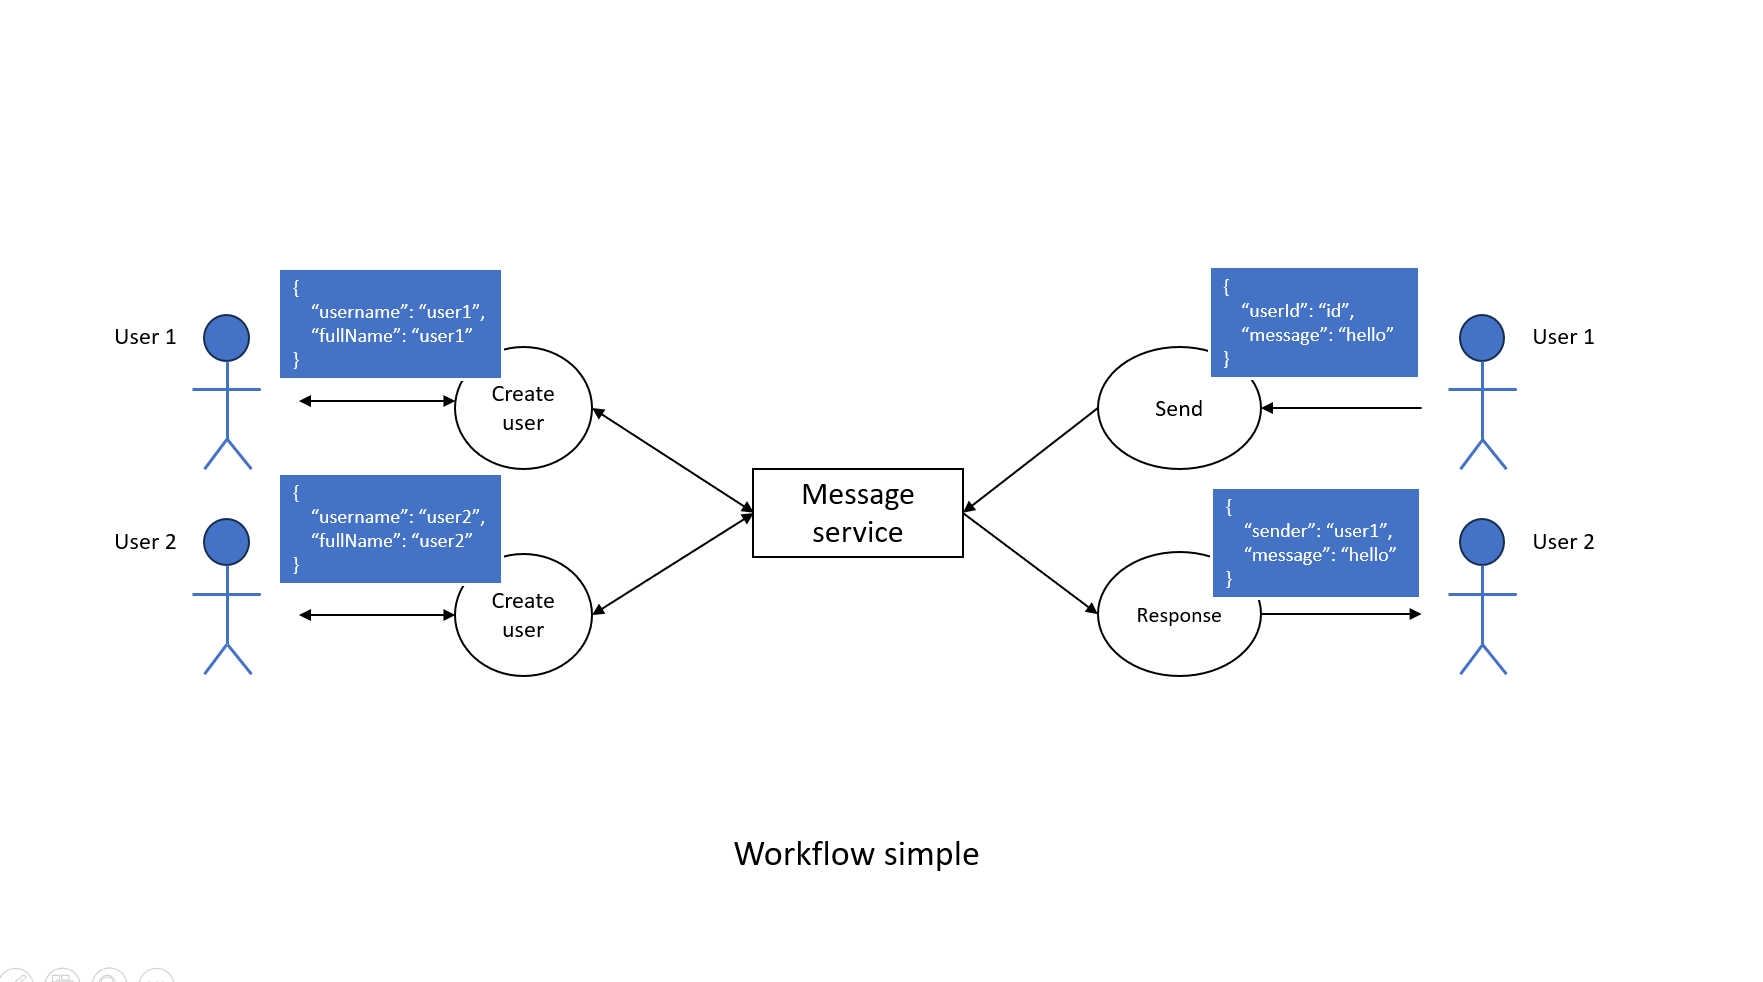 User 1
{
“username”: “user1”,
“fullName”: “user1”
}
Create
user
User 2
{
“username”: “user2”,
“fullName”: “user2”
}
Create
user
Message
service
{
“userId”: “id”,
“message”: “hello”
}
Send
User 1
{
“sender”: “user1”,
“message”: “hello”
}
Response
User 2
Workflow simple